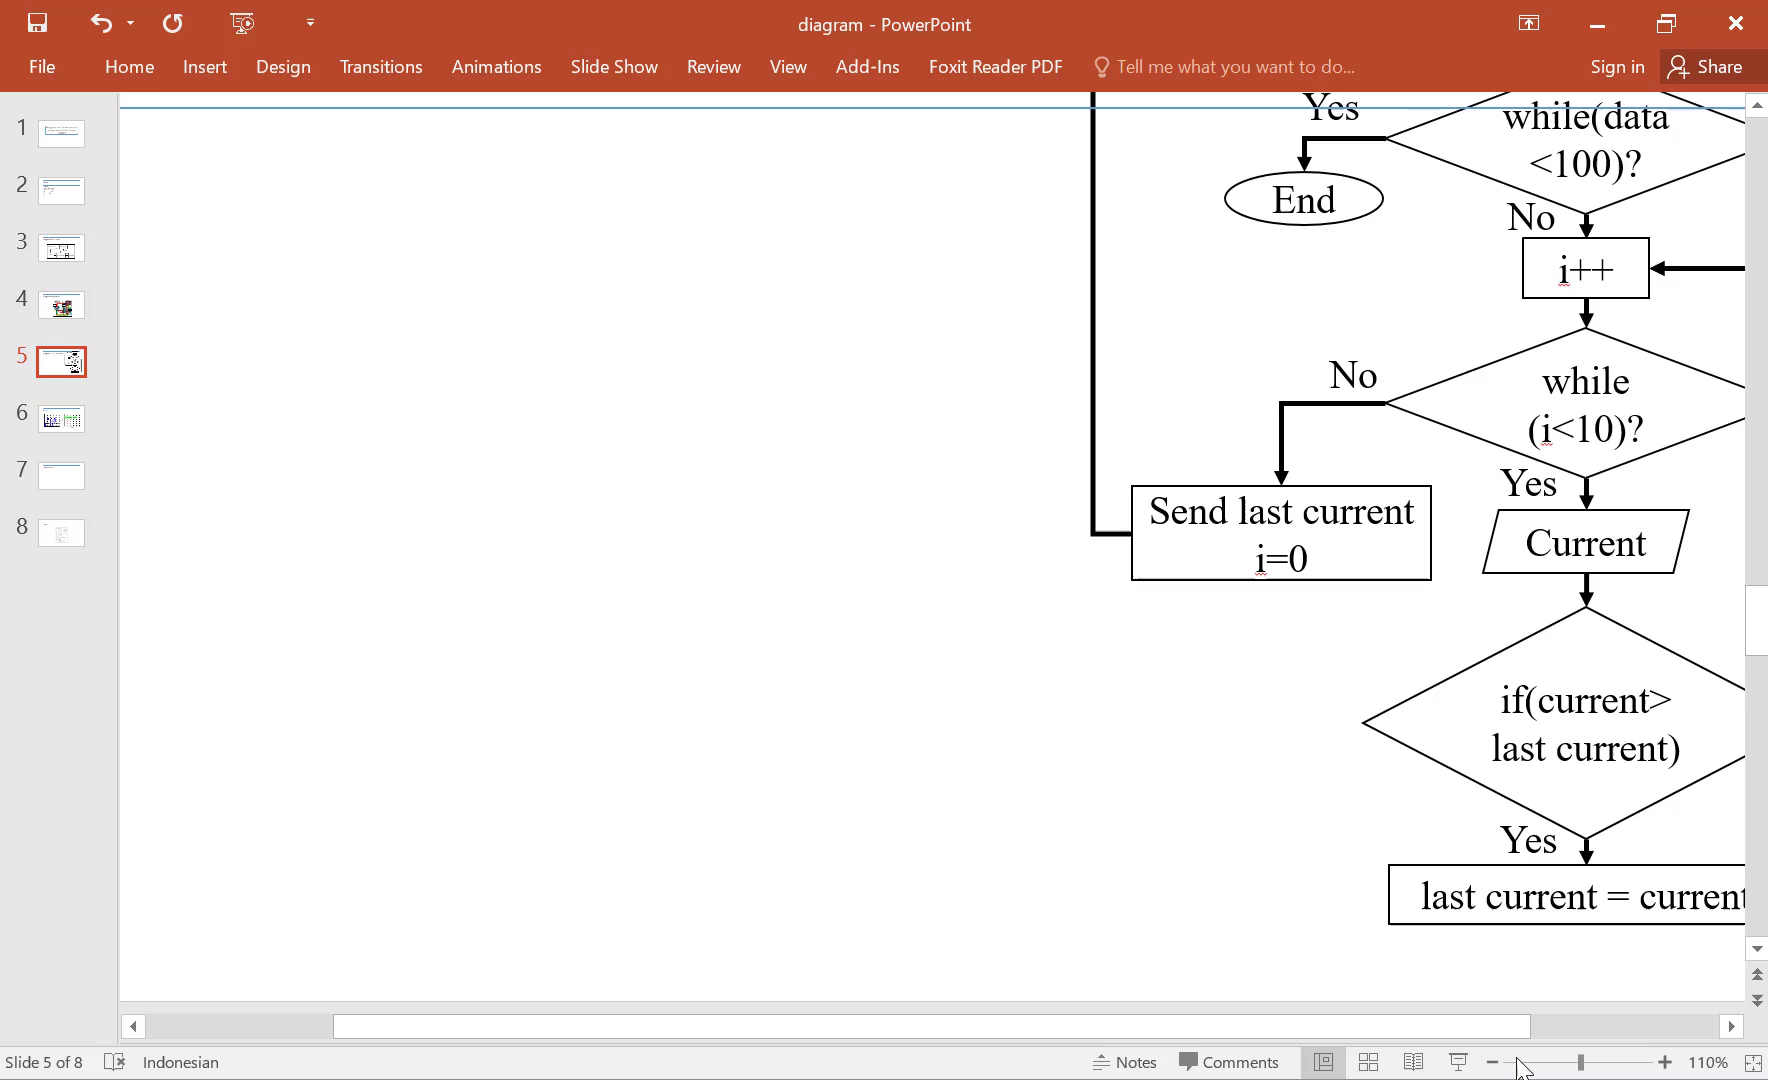 diagram - PowerPoint
File Home Insert Design Transitions Animations Slide Show Review View Add-Ins Foxit Reader PDF Tell me what you want to do... Sign in Share
1
2
3
4
5
6
7
8
Yes
while(data
<100)?
End
No
i++
No
while
(i<10)?
Yes
Send last current
i=0
Current
if(current>
last current)
Yes
last current = current
Slide 5 of 8 Indonesian Notes Comments 110%